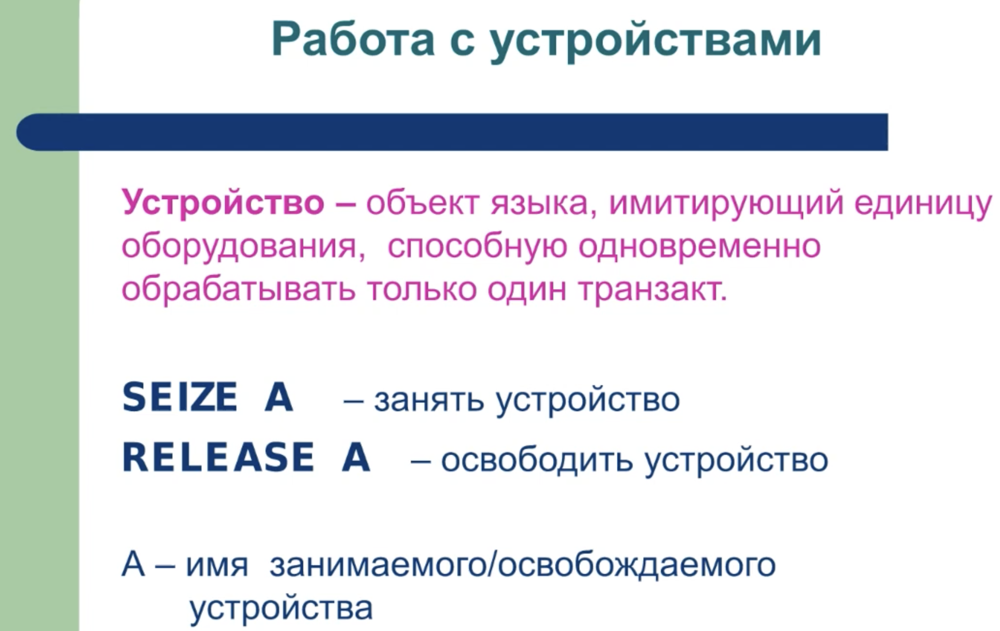 Работа с устройствами
Устройство – объект языка, имитирующий единицу
оборудования, способную одновременно
обрабатывать только один транзакт.
SEIZE A – занять устройство
RELEASE A – освободить устройство
А – имя занимаемого/освобождаемого
устройства